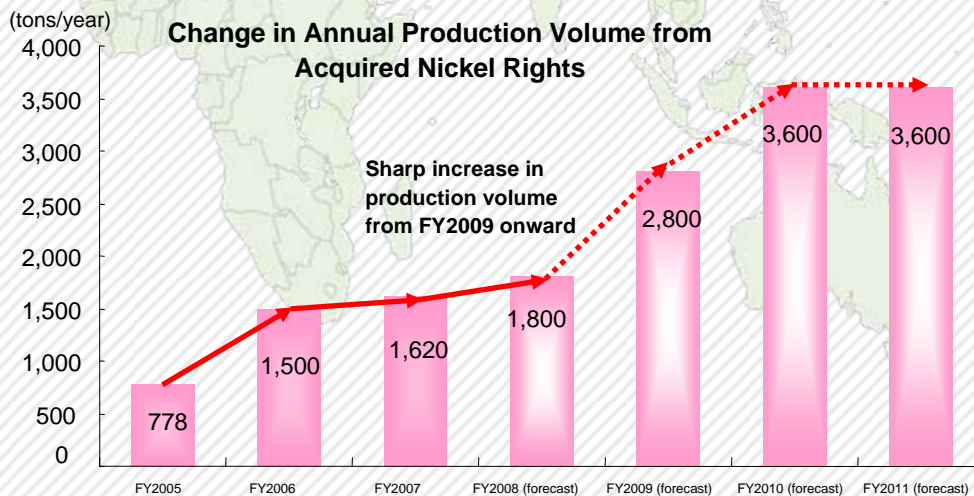 (tons/year)
Change in Annual Production Volume from
Acquired Nickel Rights
4,000
3,500
3,000
2,500
2,000
1,500
1,000
500
0
Sharp increase in
production volume
from FY2009 onward
778
1,500
1,620
1,800
2,800
3,600
3,600
FY2005
FY2006
FY2007
FY2008 (forecast)
FY2009 (forecast)
FY2010 (forecast)
FY2011 (forecast)